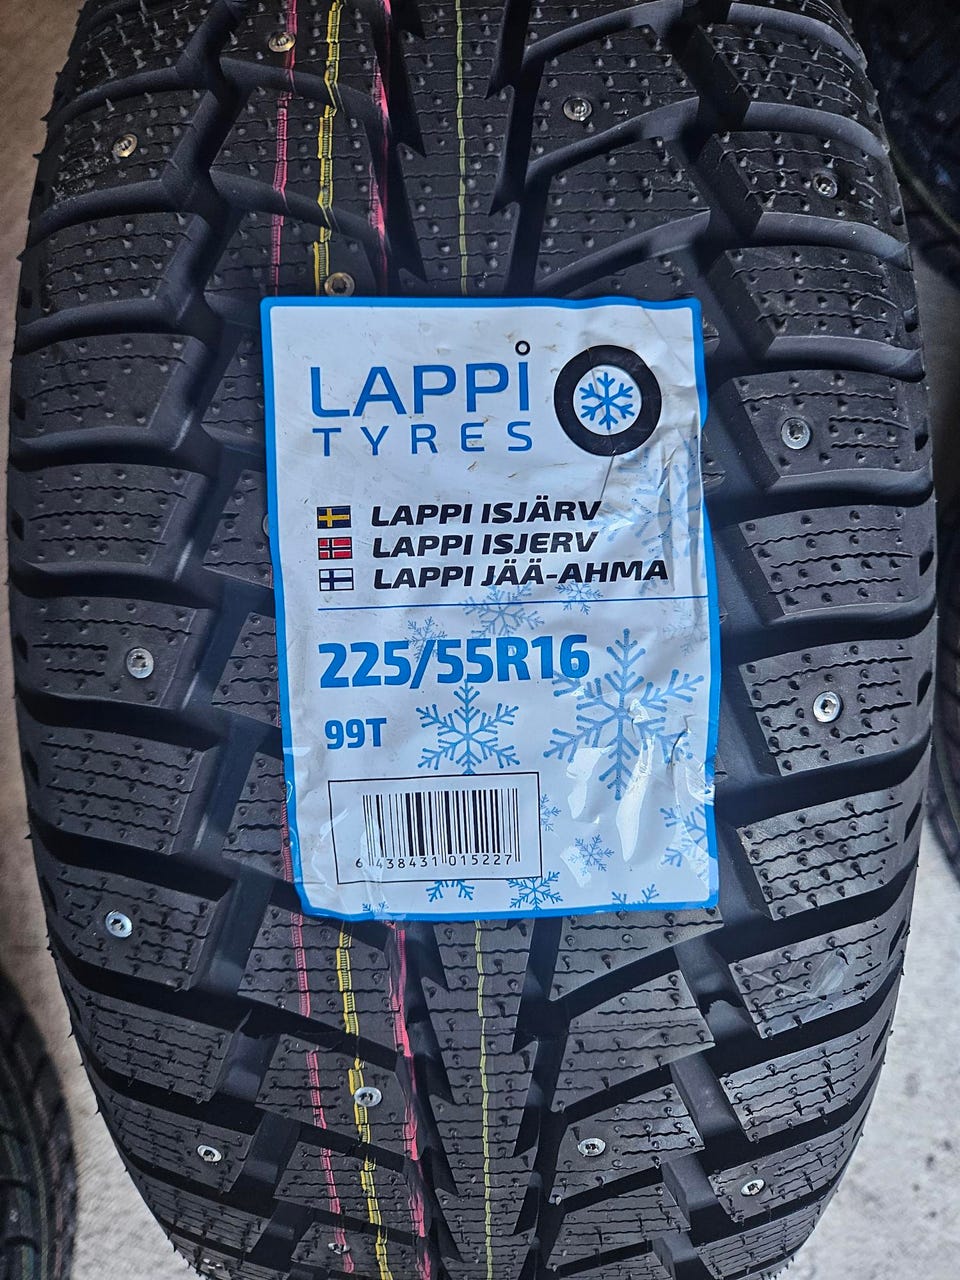 LAPPI
TYRES
LAPPI ISJÄRV
LAPPI ISJERV
LAPPI JÄÄ-AHMA
225/55R16
99T
6 438431 015227